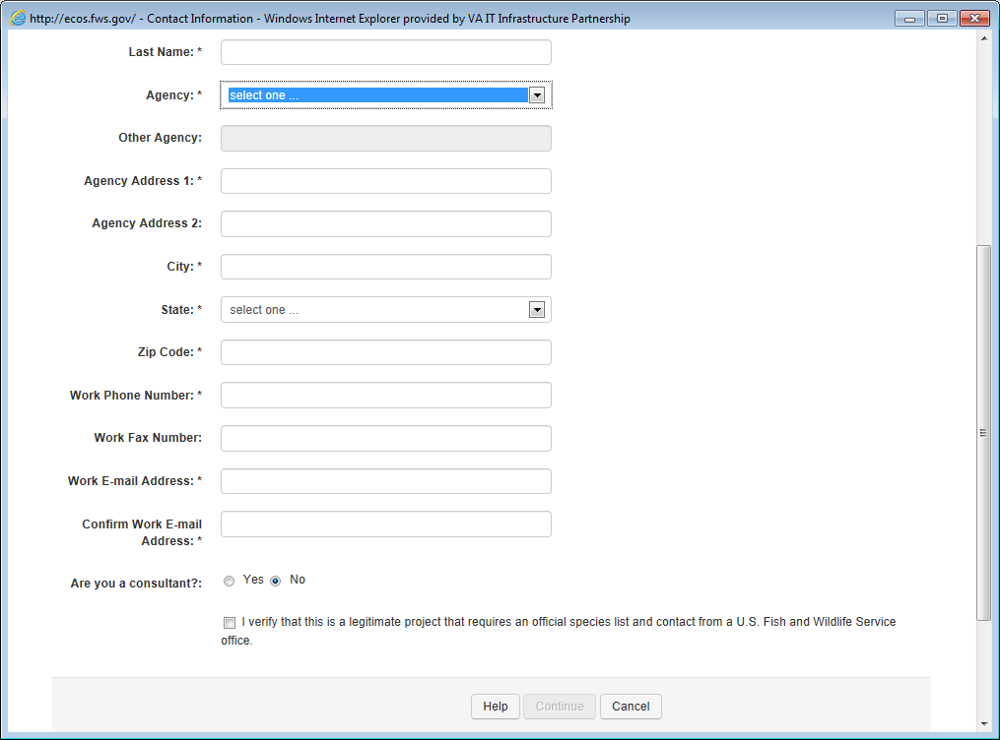 http://ecos.fws.gov/ - Contact Information - Windows Internet Explorer provided by VA IT Infrastructure Partnership
Last Name: *
Agency: *
select one ...
Other Agency:
Agency Address 1: *
Agency Address 2:
City: *
State: *
select one ...
Zip Code: *
Work Phone Number: *
Work Fax Number:
Work E-mail Address: *
Confirm Work E-mail
Address: *
Are you a consultant?:
Yes No
I verify that this is a legitimate project that requires an official species list and contact from a U.S. Fish and Wildlife Service
office.
Help Continue Cancel